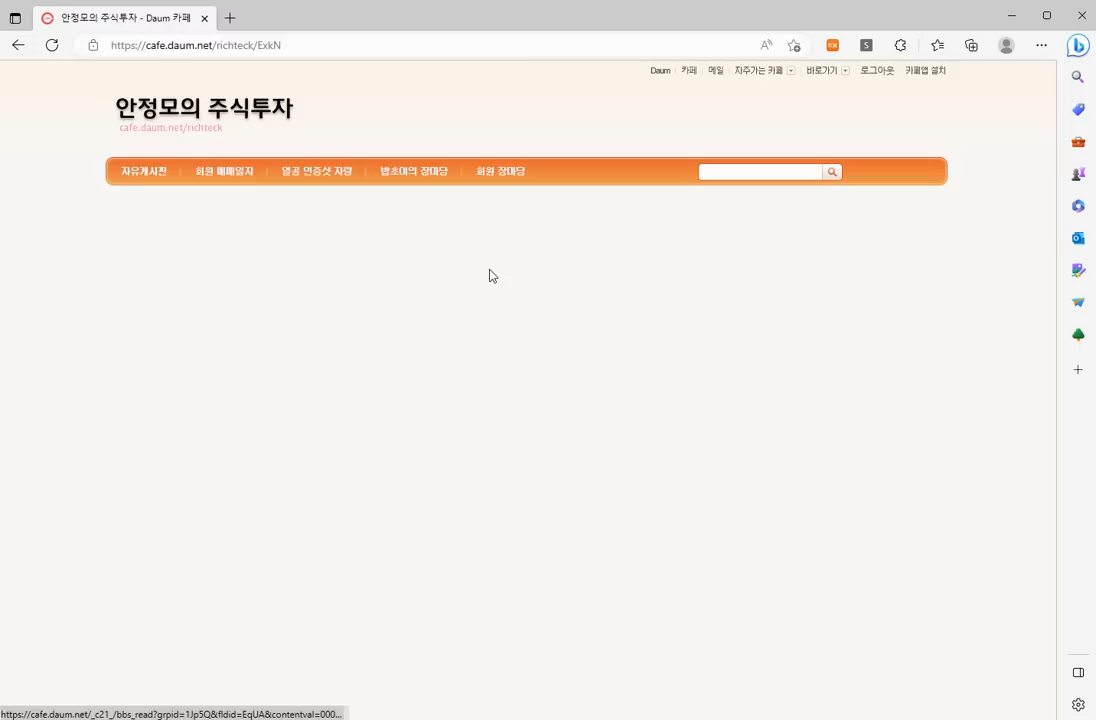 안정모의 주식투자 - Daum 카페
https://cafe.daum.net/richteck/ExkN
Daum 카페 메일 자주가는 카페 바로가기 로그아웃 카페앱 설치
안정모의 주식투자
cafe.daum.net/richteck
자유게시판 회원 매매일지 열공 인증샷 자랑 밥초이의 장마당 회원 장마당
https://cafe.daum.net/_c21_/bbs_read?grpid=1Jp5Q&fldid=EqUA&contentval=000...